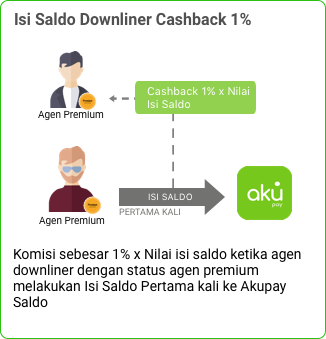 Isi Saldo Downliner Cashback 1%
Cashback 1% x Nilai
Isi Saldo
Agen Premium
Agen Premium
ISI SALDO
PERTAMA KALI
akú
pay
Komisi sebesar 1% x Nilai isi saldo ketika agen
downliner dengan status agen premium
melakukan Isi Saldo Pertama kali ke Akupay
Saldo